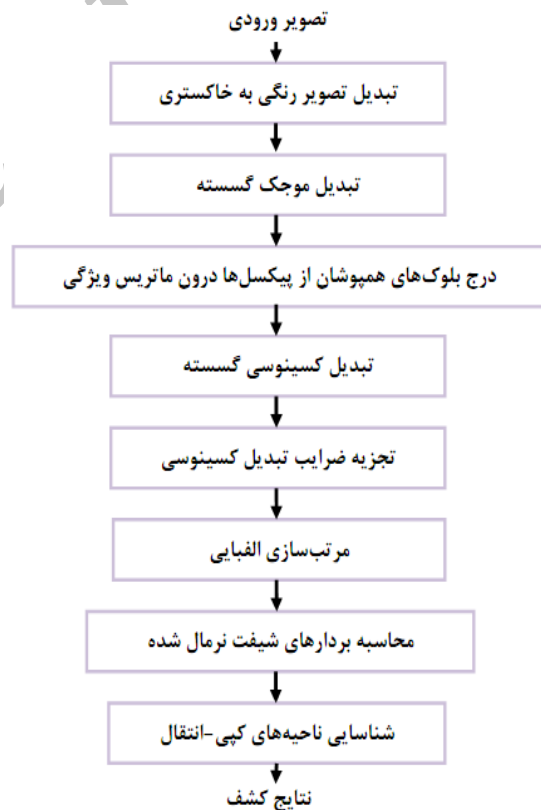 تصویر ورودی
تبدیل تصویر رنگی به خاکستری
تبدیل موجک گسسته
درج بلوک‌های همپوشان از پیکسل‌ها درون ماتریس ویژگی
تبدیل کسینوسی گسسته
تجزیه ضرایب تبدیل کسینوسی
مرتب‌سازی الفبایی
محاسبه بردارهای شیفت نرمال شده
شناسایی ناحیه‌های کپی-انتقال
نتایج کشف